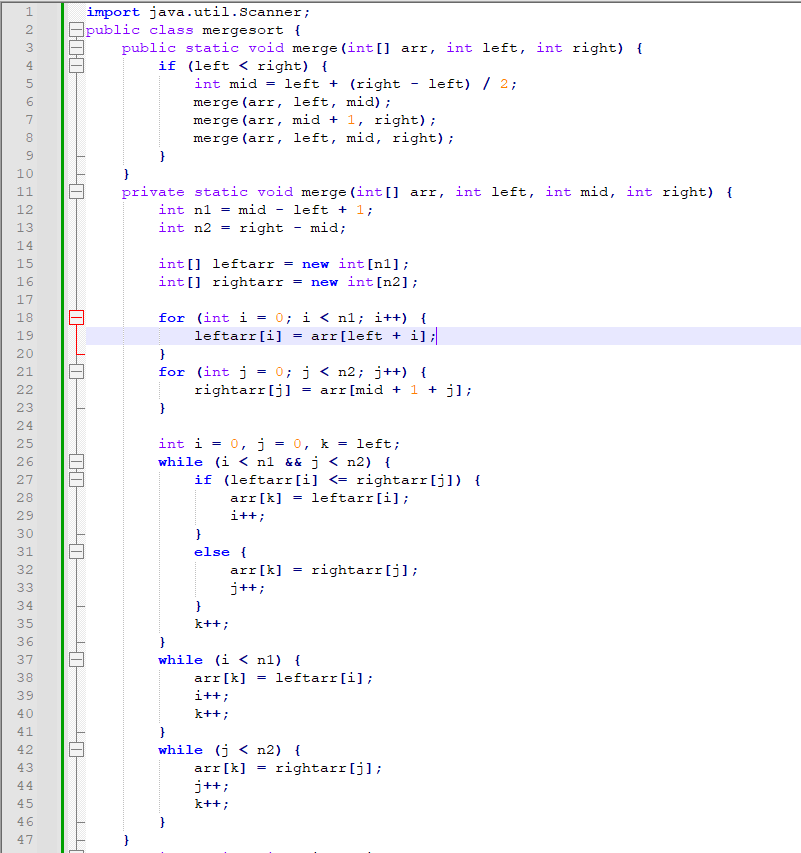 1 import java.util.Scanner;
2 public class mergesort {
3     public static void merge(int[] arr, int left, int right) {
4         if (left < right) {
5             int mid = left + (right - left) / 2;
6             merge(arr, left, mid);
7             merge(arr, mid + 1, right);
8             merge(arr, left, mid, right);
9         }
10     }
11     private static void merge(int[] arr, int left, int mid, int right) {
12         int n1 = mid - left + 1;
13         int n2 = right - mid;
14
15         int[] leftarr = new int[n1];
16         int[] rightarr = new int[n2];
17
18         for (int i = 0; i < n1; i++) {
19             leftarr[i] = arr[left + i];
20         }
21         for (int j = 0; j < n2; j++) {
22             rightarr[j] = arr[mid + 1 + j];
23         }
24
25         int i = 0, j = 0, k = left;
26         while (i < n1 && j < n2) {
27             if (leftarr[i] <= rightarr[j]) {
28                 arr[k] = leftarr[i];
29                 i++;
30             }
31             else {
32                 arr[k] = rightarr[j];
33                 j++;
34             }
35             k++;
36         }
37         while (i < n1) {
38             arr[k] = leftarr[i];
39             i++;
40             k++;
41         }
42         while (j < n2) {
43             arr[k] = rightarr[j];
44             j++;
45             k++;
46         }
47     }